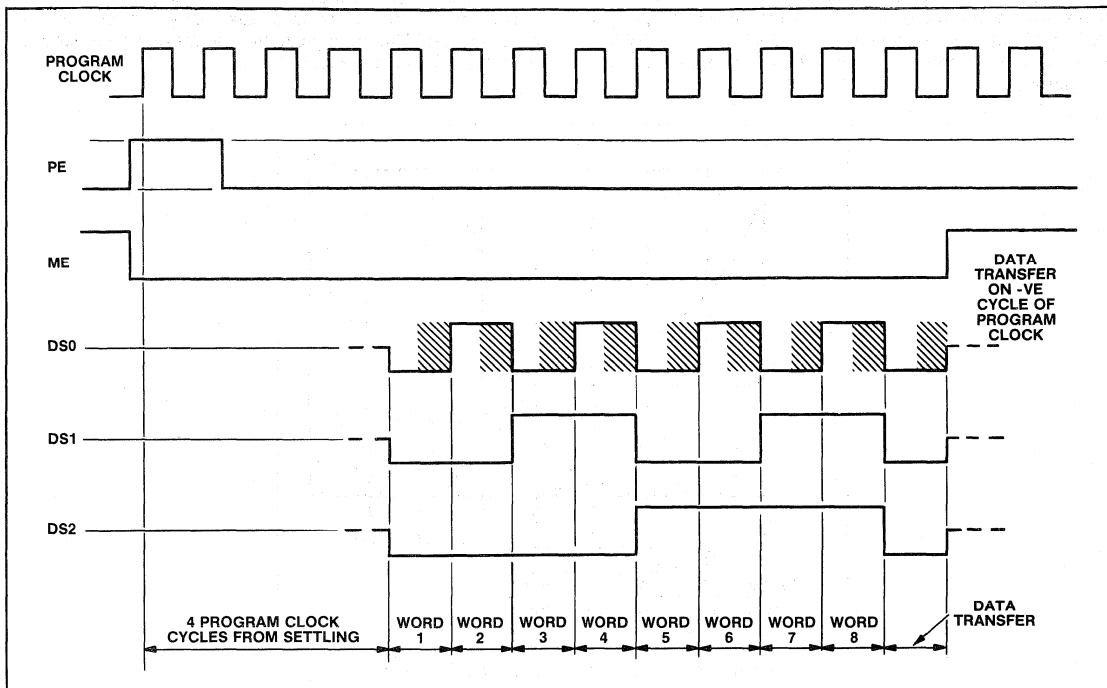 PROGRAM
CLOCK
PE
ME
DATA
TRANSFER
ON -VE
CYCLE OF
PROGRAM
CLOCK
DS0
DS1
DS2
4 PROGRAM CLOCK
CYCLES FROM SETTLING
WORD
1
WORD
2
WORD
3
WORD
4
WORD
5
WORD
6
WORD
7
WORD
8
DATA
TRANSFER